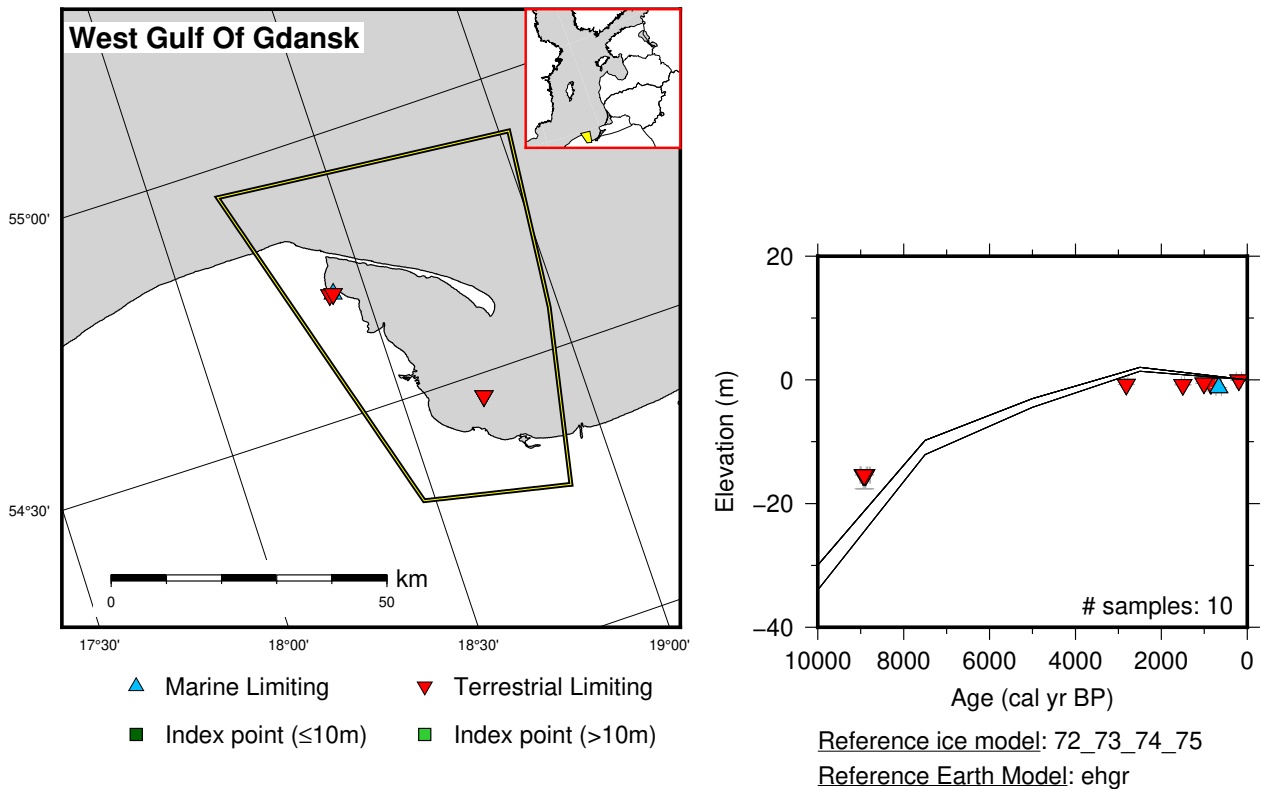 West Gulf Of Gdansk
55°00'
54°30'
17°30'
18°00'
18°30'
19°00'
km
0
50
Marine Limiting
Terrestrial Limiting
Index point (≤10m)
Index point (>10m)
20
0
−20
−40
Elevation (m)
# samples: 10
10000 8000 6000 4000 2000 0
Age (cal yr BP)
Reference ice model: 72_73_74_75
Reference Earth Model: ehgr